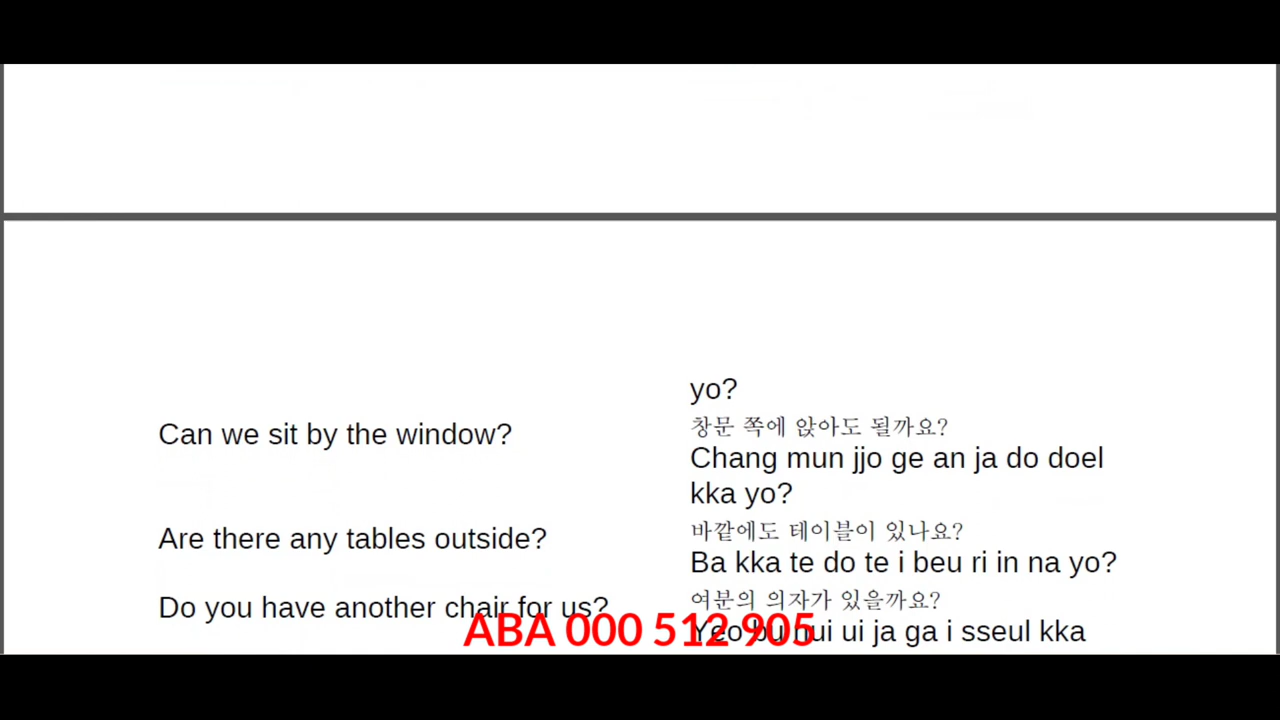 yo?
Can we sit by the window?
창문 쪽에 앉아도 될까요?
Chang mun jjo ge an ja do doel
kka yo?
Are there any tables outside?
바깥에도 테이블이 있나요?
Ba kka te do te i beu ri in na yo?
Do you have another chair for us?
여분의 의자가 있을까요?
Yeo bu nui ui ja ga i sseul kka
ABA 000 512 905